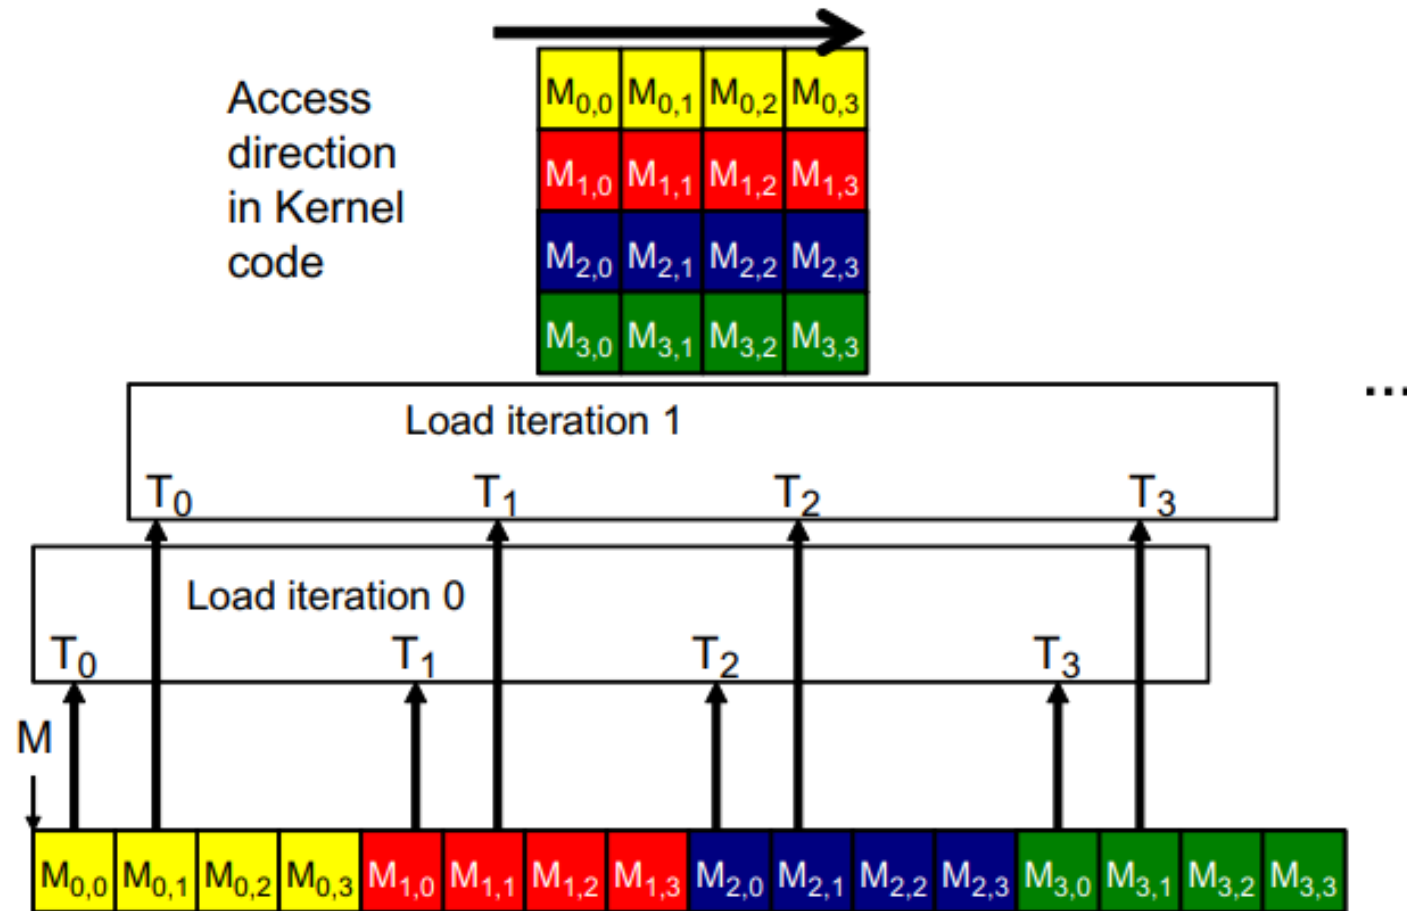 Access
direction
in Kernel
code
M0,0 M0,1 M0,2 M0,3
M1,0 M1,1 M1,2 M1,3
M2,0 M2,1 M2,2 M2,3
M3,0 M3,1 M3,2 M3,3
...
Load iteration 1
T0 T1 T2 T3
Load iteration 0
T0 T1 T2 T3
M
M0,0 M0,1 M0,2 M0,3 M1,0 M1,1 M1,2 M1,3 M2,0 M2,1 M2,2 M2,3 M3,0 M3,1 M3,2 M3,3